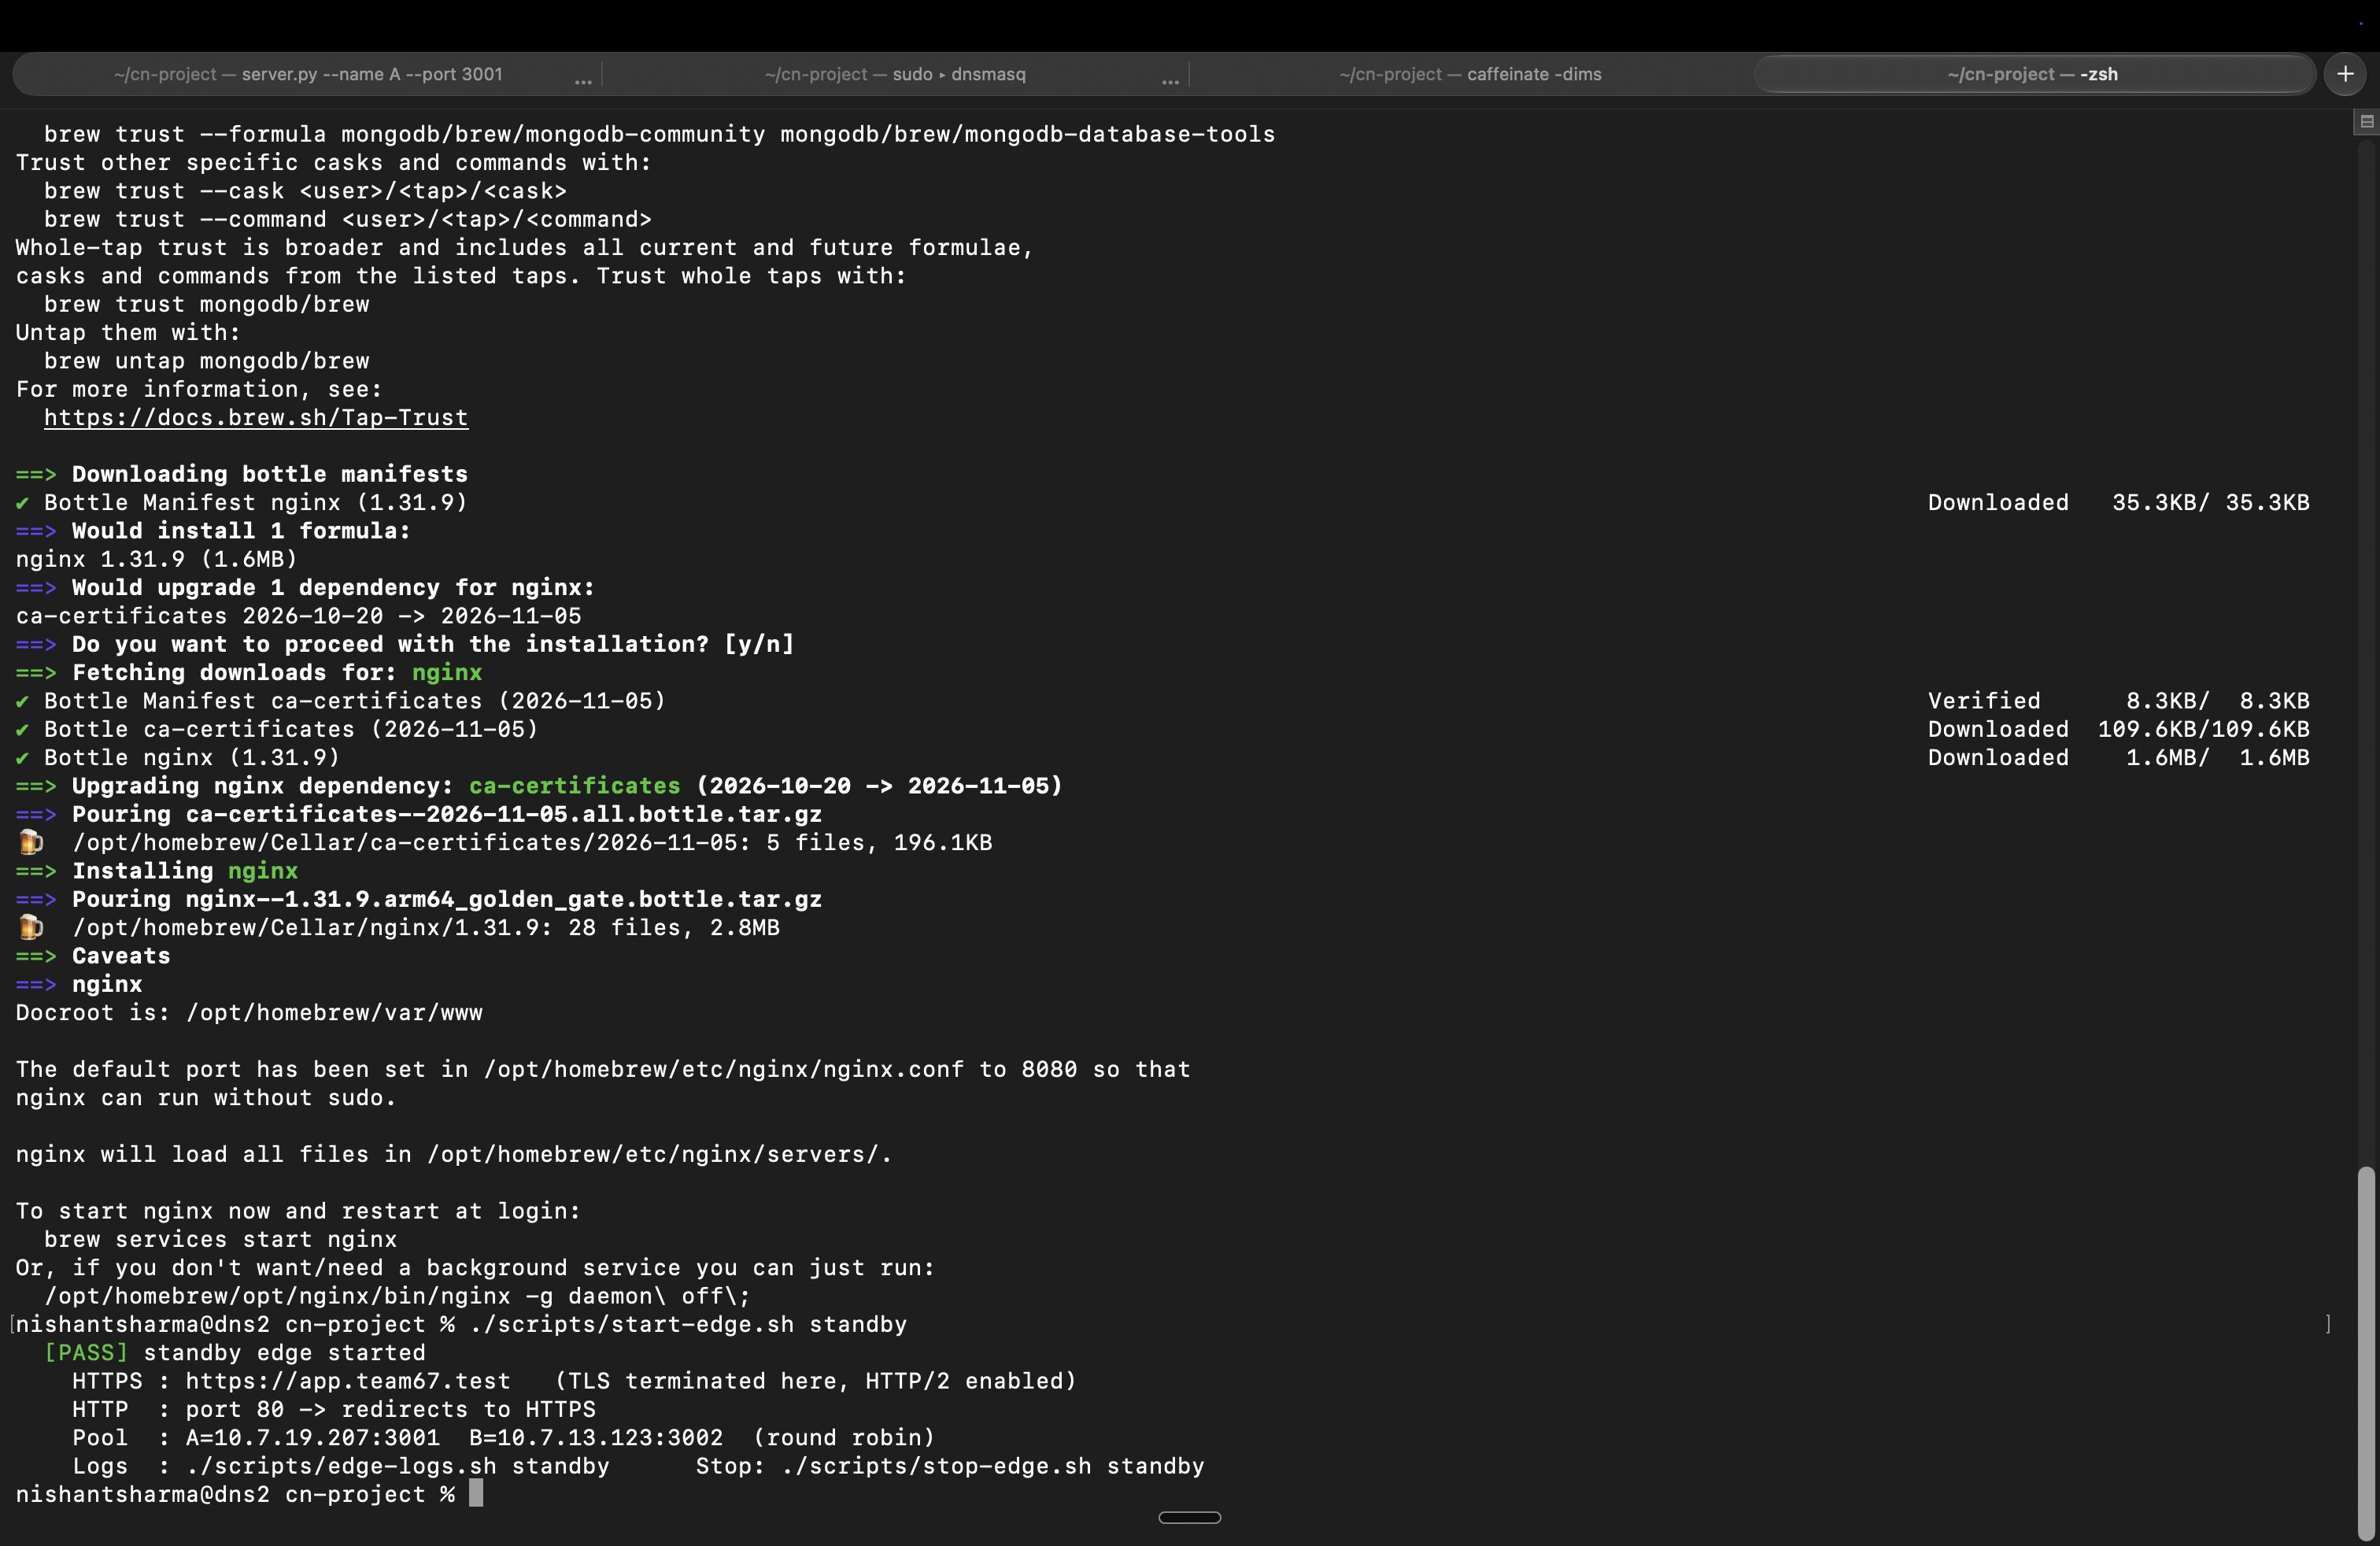 ~/cn-project — server.py --name A --port 3001 ... ~/cn-project — sudo ▸ dnsmasq ... ~/cn-project — caffeinate -dims ~/cn-project — -zsh +
brew trust --formula mongodb/brew/mongodb-community mongodb/brew/mongodb-database-tools
Trust other specific casks and commands with:
brew trust --cask <user>/<tap>/<cask>
brew trust --command <user>/<tap>/<command>
Whole-tap trust is broader and includes all current and future formulae,
casks and commands from the listed taps. Trust whole taps with:
brew trust mongodb/brew
Untap them with:
brew untap mongodb/brew
For more information, see:
https://docs.brew.sh/Tap-Trust
==> Downloading bottle manifests
✔ Bottle Manifest nginx (1.31.9) Downloaded 35.3KB/ 35.3KB
==> Would install 1 formula:
nginx 1.31.9 (1.6MB)
==> Would upgrade 1 dependency for nginx:
ca-certificates 2026-10-20 -> 2026-11-05
==> Do you want to proceed with the installation? [y/n]
==> Fetching downloads for: nginx
✔ Bottle Manifest ca-certificates (2026-11-05) Verified 8.3KB/ 8.3KB
✔ Bottle ca-certificates (2026-11-05) Downloaded 109.6KB/109.6KB
✔ Bottle nginx (1.31.9) Downloaded 1.6MB/ 1.6MB
==> Upgrading nginx dependency: ca-certificates (2026-10-20 -> 2026-11-05)
==> Pouring ca-certificates--2026-11-05.all.bottle.tar.gz
🍺 /opt/homebrew/Cellar/ca-certificates/2026-11-05: 5 files, 196.1KB
==> Installing nginx
==> Pouring nginx--1.31.9.arm64_golden_gate.bottle.tar.gz
🍺 /opt/homebrew/Cellar/nginx/1.31.9: 28 files, 2.8MB
==> Caveats
==> nginx
Docroot is: /opt/homebrew/var/www
The default port has been set in /opt/homebrew/etc/nginx/nginx.conf to 8080 so that
nginx can run without sudo.
nginx will load all files in /opt/homebrew/etc/nginx/servers/.
To start nginx now and restart at login:
brew services start nginx
Or, if you don't want/need a background service you can just run:
/opt/homebrew/opt/nginx/bin/nginx -g daemon\ off\;
[nishantsharma@dns2 cn-project % ./scripts/start-edge.sh standby ]
[PASS] standby edge started
HTTPS : https://app.team67.test (TLS terminated here, HTTP/2 enabled)
HTTP : port 80 -> redirects to HTTPS
Pool : A=10.7.19.207:3001 B=10.7.13.123:3002 (round robin)
Logs : ./scripts/edge-logs.sh standby Stop: ./scripts/stop-edge.sh standby
nishantsharma@dns2 cn-project %